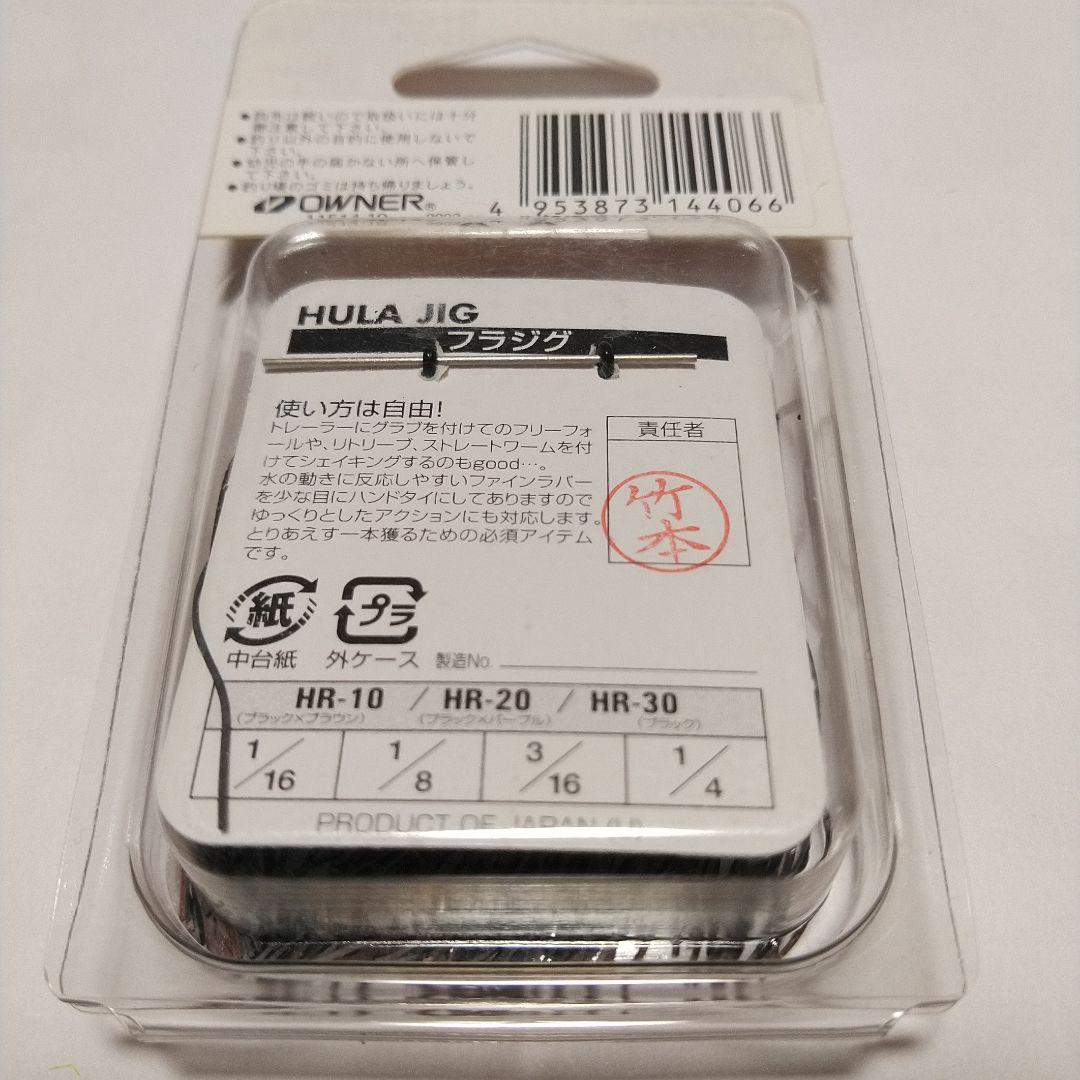 ●鈎先は鋭いので取扱いには十分
御注意して下さい。
●釣り以外の目的に使用しないで
下さい。
●幼児の手の届かない所へ保管し
て下さい。
●釣り場のゴミは持ち帰りましょう。
OWNER®
4 953873 144066
HULA JIG
フラジグ
使い方は自由!
トレーラーにグラブを付けてのフリーフォ
ールや、リトリーブ、ストレートワームを付
けてシェイキングするのもgood…。
水の動きに反応しやすいファインラバー
を少な目にハンドタイにしてありますので
ゆっくりとしたアクションにも対応します。
とりあえす一本獲るための必須アイテム
です。
責任者
竹本
紙 プラ
中台紙 外ケース 製造No.
HR-10 / HR-20 / HR-30
(ブラック×ブラウン) (ブラック×パープル) (ブラック)
1/16 1/8 3/16 1/4
PRODUCT OF JAPAN